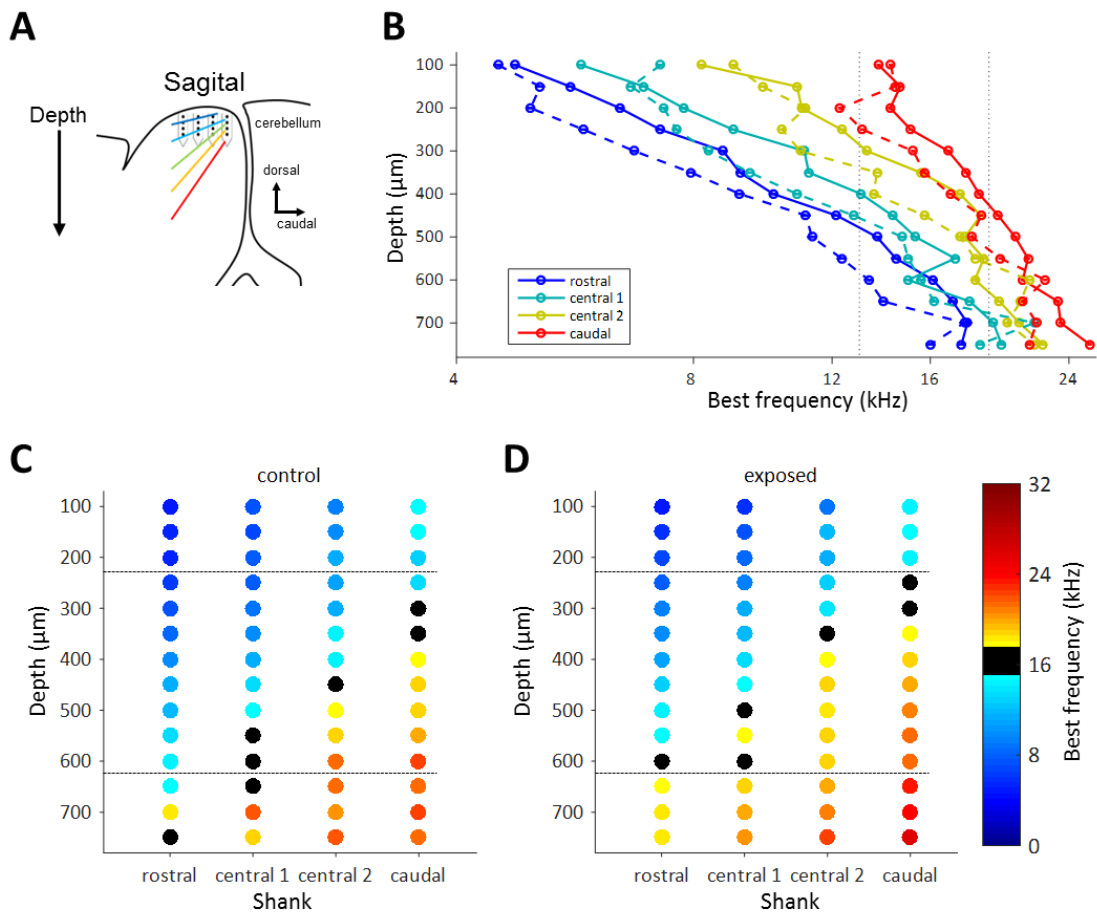 A
Sagital
Depth
cerebellum
dorsal
caudal
B
100
200
300
400
500
600
700
Depth (µm)
rostral
central 1
central 2
caudal
4
8
12
16
24
Best frequency (kHz)
C
control
100
200
300
400
500
600
700
Depth (µm)
rostral
central 1
central 2
caudal
Shank
D
exposed
100
200
300
400
500
600
700
Depth (µm)
rostral
central 1
central 2
caudal
Shank
32
24
16
8
0
Best frequency (kHz)